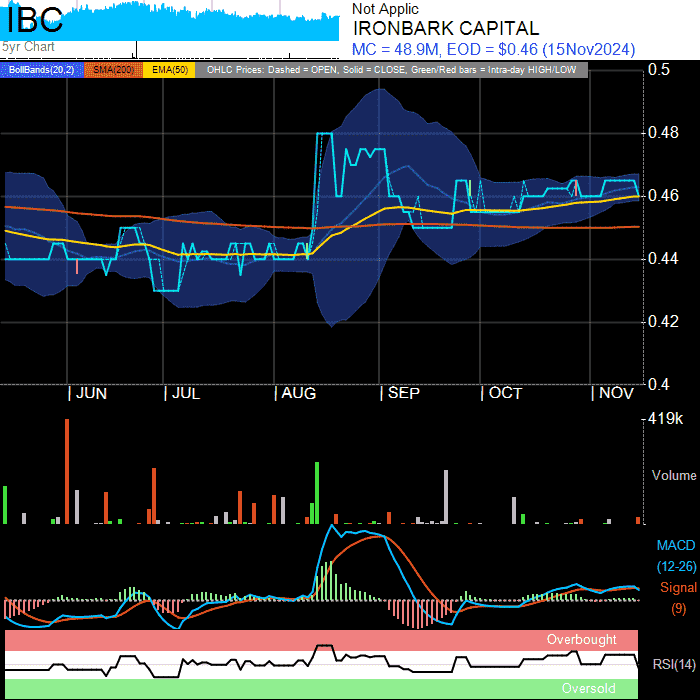 IBC
Not Applic
IRONBARK CAPITAL
5yr Chart
MC = 48.9M, EOD = $0.46 (15Nov2024)
BollBands(20,2) SMA(200) EMA(50) OHLC Prices: Dashed = OPEN, Solid = CLOSE, Green/Red bars = Intra-day HIGH/LOW
0.5
0.48
0.46
0.44
0.42
0.4
| JUN | JUL | AUG | SEP | OCT | NOV
419k
Volume
MACD
(12-26)
Signal
(9)
Overbought
RSI(14)
Oversold